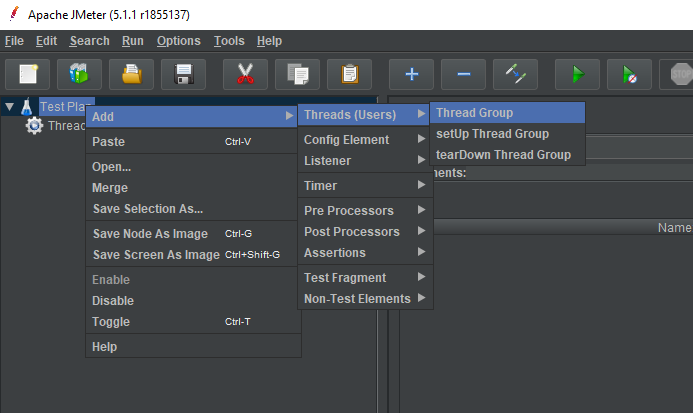 Apache JMeter (5.1.1 r1855137)
File Edit Search Run Options Tools Help
STOP
Test Plan
Thread
Add
Paste Ctrl-V
Open...
Merge
Save Selection As...
Save Node As Image Ctrl-G
Save Screen As Image Ctrl+Shift-G
Enable
Disable
Toggle Ctrl-T
Help
Threads (Users)
Config Element
Listener
Timer
Pre Processors
Post Processors
Assertions
Test Fragment
Non-Test Elements
Thread Group
setUp Thread Group
tearDown Thread Group
ments:
Name